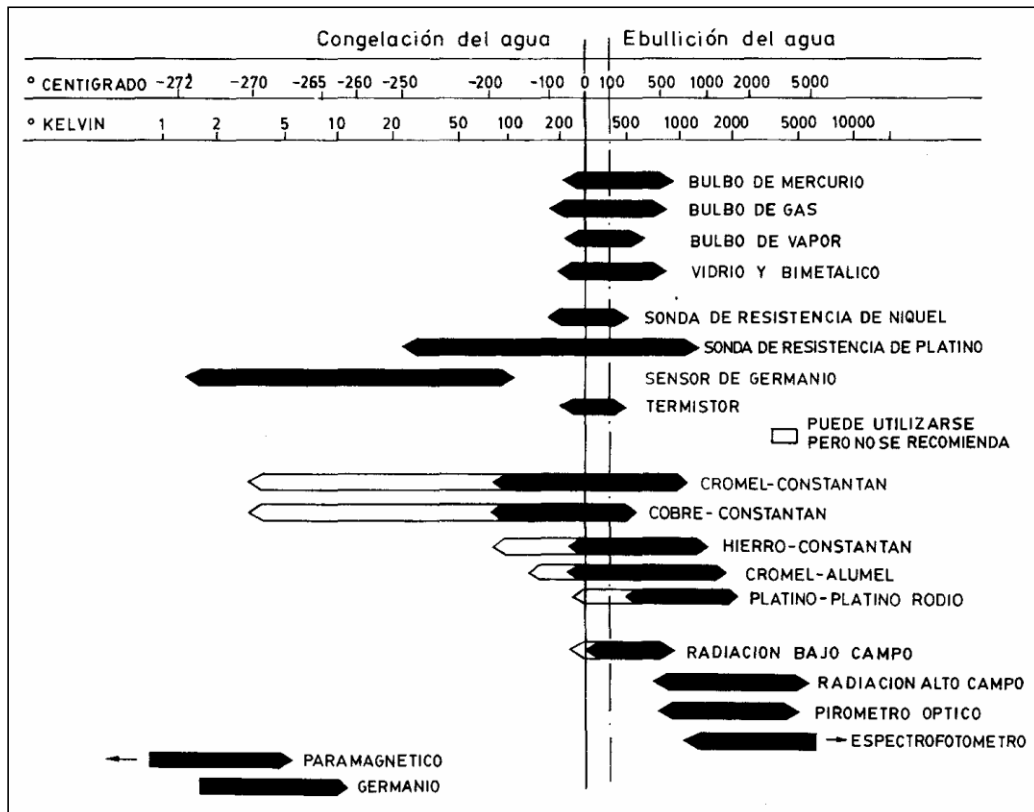 Congelación del agua Ebullición del agua
° CENTIGRADO -272 -270 -265 -260 -250 -200 -100 0 100 500 1000 2000 5000
° KELVIN 1 2 5 10 20 50 100 200 500 1000 2000 5000 10000
BULBO DE MERCURIO
BULBO DE GAS
BULBO DE VAPOR
VIDRIO Y BIMETALICO
SONDA DE RESISTENCIA DE NIQUEL
SONDA DE RESISTENCIA DE PLATINO
SENSOR DE GERMANIO
TERMISTOR
PUEDE UTILIZARSE
PERO NO SE RECOMIENDA
CROMEL-CONSTANTAN
COBRE-CONSTANTAN
HIERRO-CONSTANTAN
CROMEL-ALUMEL
PLATINO-PLATINO RODIO
RADIACION BAJO CAMPO
RADIACION ALTO CAMPO
PIROMETRO OPTICO
ESPECTROFOTOMETRO
PARAMAGNETICO
GERMANIO